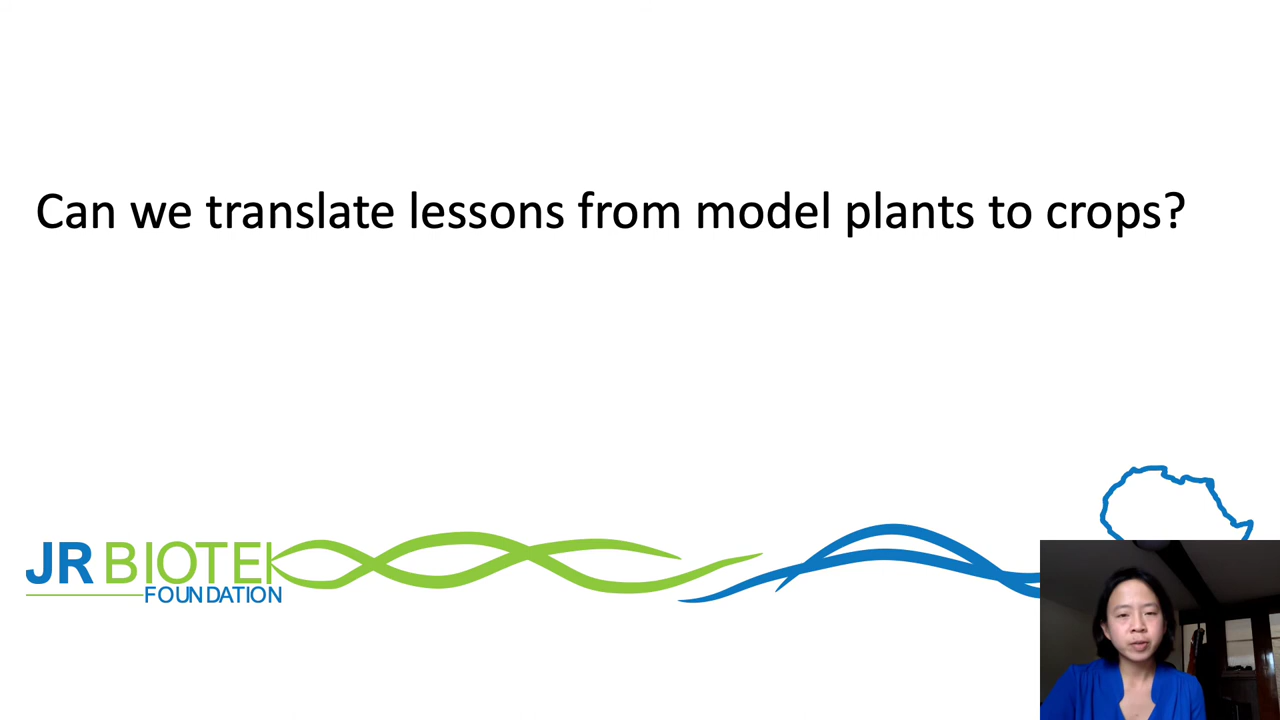 Can we translate lessons from model plants to crops?
JR BIOTEK
FOUNDATION